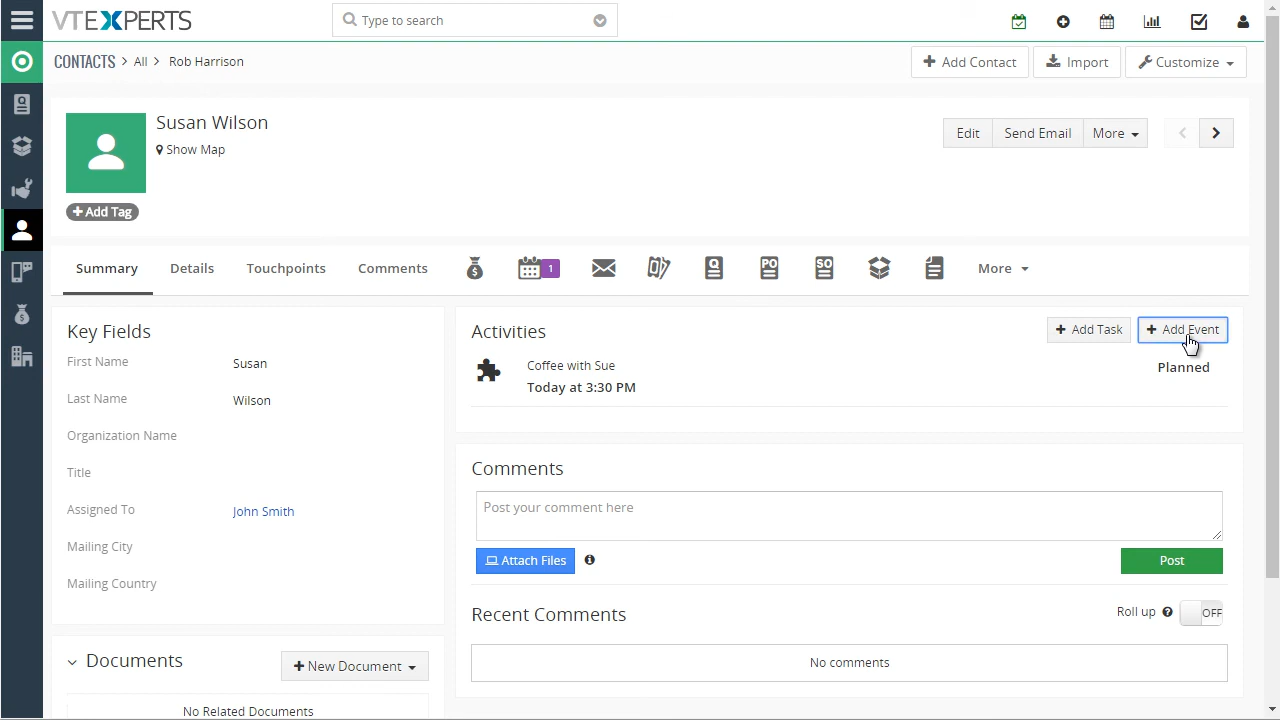 VTEXPERTS
Type to search
CONTACTS > All > Rob Harrison
+ Add Contact
Import
Customize
Susan Wilson
Show Map
+ Add Tag
Edit
Send Email
More
Summary
Details
Touchpoints
Comments
1
Q
PO
SO
More
Key Fields
First Name
Susan
Last Name
Wilson
Organization Name
Title
Assigned To
John Smith
Mailing City
Mailing Country
Documents
+ New Document
No Related Documents
Activities
+ Add Task
+ Add Event
Coffee with Sue
Planned
Today at 3:30 PM
Comments
Post your comment here
Attach Files
Post
Recent Comments
Roll up
OFF
No comments